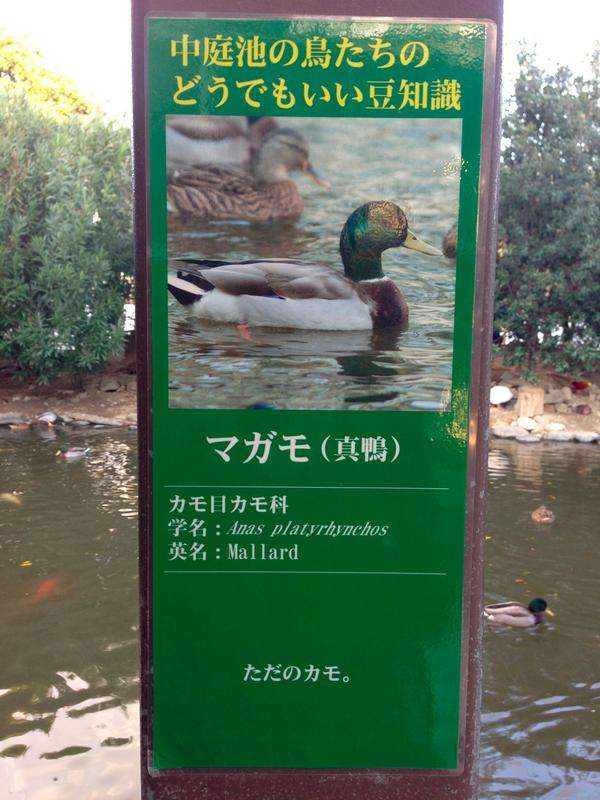 中庭池の鳥たちの
どうでもいい豆知識
マガモ（真鴨）
カモ目カモ科
学名：Anas platyrhynchos
英名：Mallard
ただのカモ。